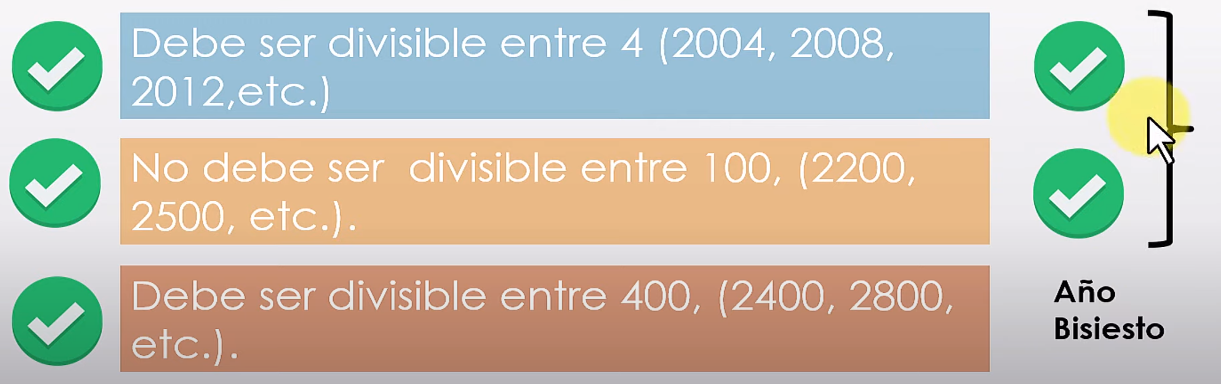 Debe ser divisible entre 4 (2004, 2008,
2012,etc.)
No debe ser  divisible entre 100, (2200,
2500, etc.).
Debe ser divisible entre 400, (2400, 2800,
etc.).
Año
Bisiesto